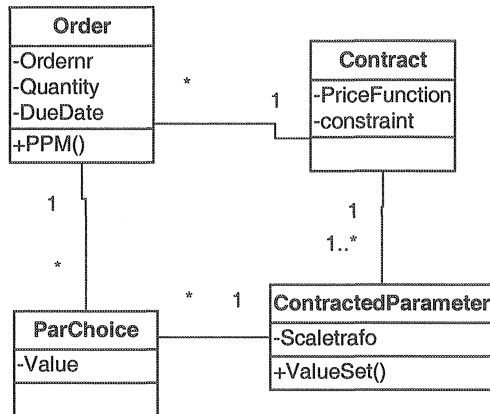 Order
-Ordernr
-Quantity
-DueDate
+PPM()
*
1
Contract
-PriceFunction
-constraint
1
*
1
1..*
ParChoice
-Value
*
1
ContractedParameter
-Scaletrafo
+ValueSet()